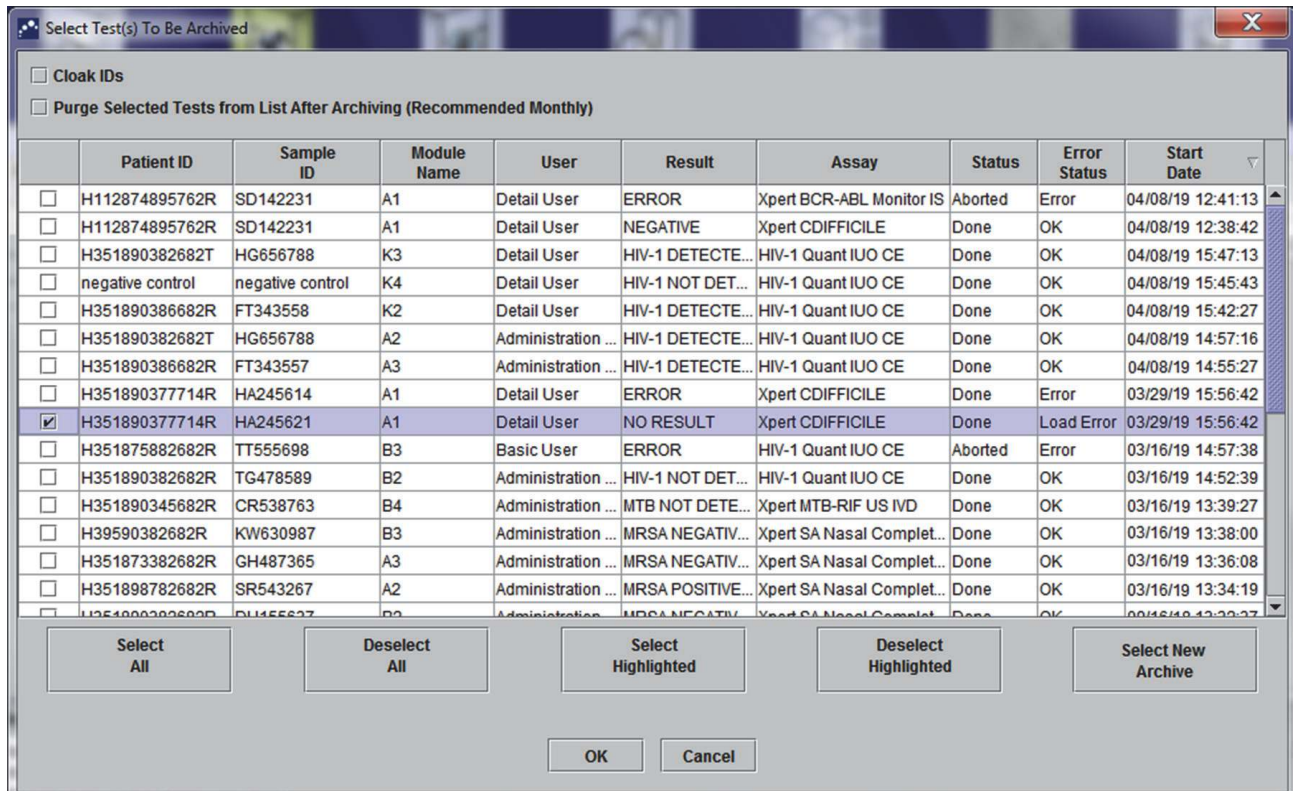 Select Test(s) To Be Archived
Cloak IDs
Purge Selected Tests from List After Archiving (Recommended Monthly)
Patient ID Sample ID Module Name User Result Assay Status Error Status Start Date
H112874895762R SD142231 A1 Detail User ERROR Xpert BCR-ABL Monitor IS Aborted Error 04/08/19 12:41:13
H112874895762R SD142231 A1 Detail User NEGATIVE Xpert CDIFFICILE Done OK 04/08/19 12:38:42
H351890382682T HG656788 K3 Detail User HIV-1 DETECTE... HIV-1 Quant IUO CE Done OK 04/08/19 15:47:13
negative control negative control K4 Detail User HIV-1 NOT DET... HIV-1 Quant IUO CE Done OK 04/08/19 15:45:43
H351890386682R FT343558 K2 Detail User HIV-1 DETECTE... HIV-1 Quant IUO CE Done OK 04/08/19 15:42:27
H351890382682T HG656788 A2 Administration ... HIV-1 DETECTE... HIV-1 Quant IUO CE Done OK 04/08/19 14:57:16
H351890386682R FT343557 A3 Administration ... HIV-1 DETECTE... HIV-1 Quant IUO CE Done OK 04/08/19 14:55:27
H351890377714R HA245614 A1 Detail User ERROR Xpert CDIFFICILE Done Error 03/29/19 15:56:42
H351890377714R HA245621 A1 Detail User NO RESULT Xpert CDIFFICILE Done Load Error 03/29/19 15:56:42
H351875882682R TT555698 B3 Basic User ERROR HIV-1 Quant IUO CE Aborted Error 03/16/19 14:57:38
H351890382682R TG478589 B2 Administration ... HIV-1 NOT DET... HIV-1 Quant IUO CE Done OK 03/16/19 14:52:39
H351890345682R CR538763 B4 Administration ... MTB NOT DETE... Xpert MTB-RIF US IVD Done OK 03/16/19 13:39:27
H39590382682R KW630987 B3 Administration ... MRSA NEGATIV... Xpert SA Nasal Complet... Done OK 03/16/19 13:38:00
H351873382682R GH487365 A3 Administration ... MRSA NEGATIV... Xpert SA Nasal Complet... Done OK 03/16/19 13:36:08
H351898782682R SR543267 A2 Administration ... MRSA POSITIVE... Xpert SA Nasal Complet... Done OK 03/16/19 13:34:19
Select All Deselect All Select Highlighted Deselect Highlighted Select New Archive
OK Cancel